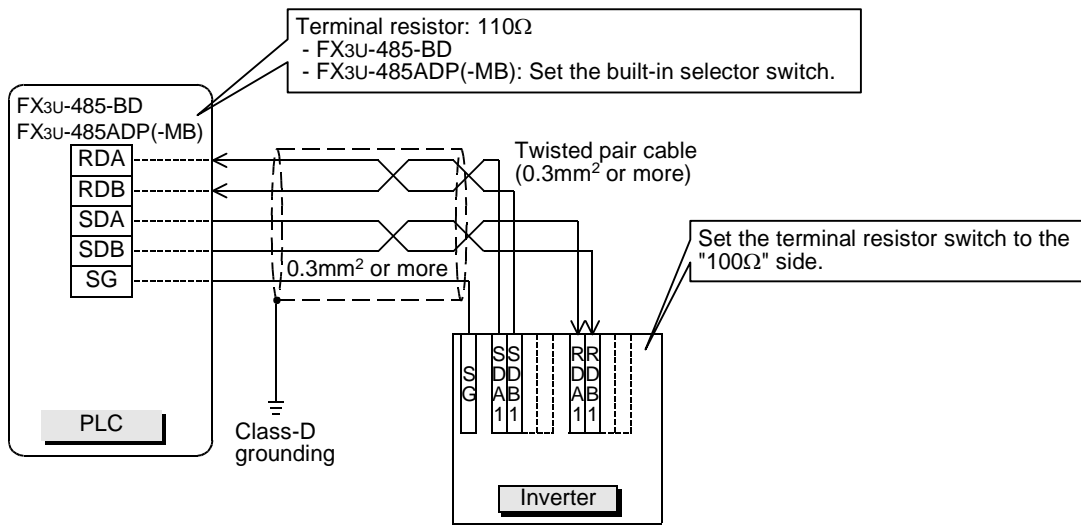 Terminal resistor: 110Ω
- FX3U-485-BD
- FX3U-485ADP(-MB): Set the built-in selector switch.
FX3U-485-BD
FX3U-485ADP(-MB)
RDA
RDB
SDA
SDB
SG
Twisted pair cable
(0.3mm² or more)
0.3mm² or more
Set the terminal resistor switch to the
"100Ω" side.
SG
SDA1
SDB1
RDA1
RDB1
PLC
Class-D
grounding
Inverter